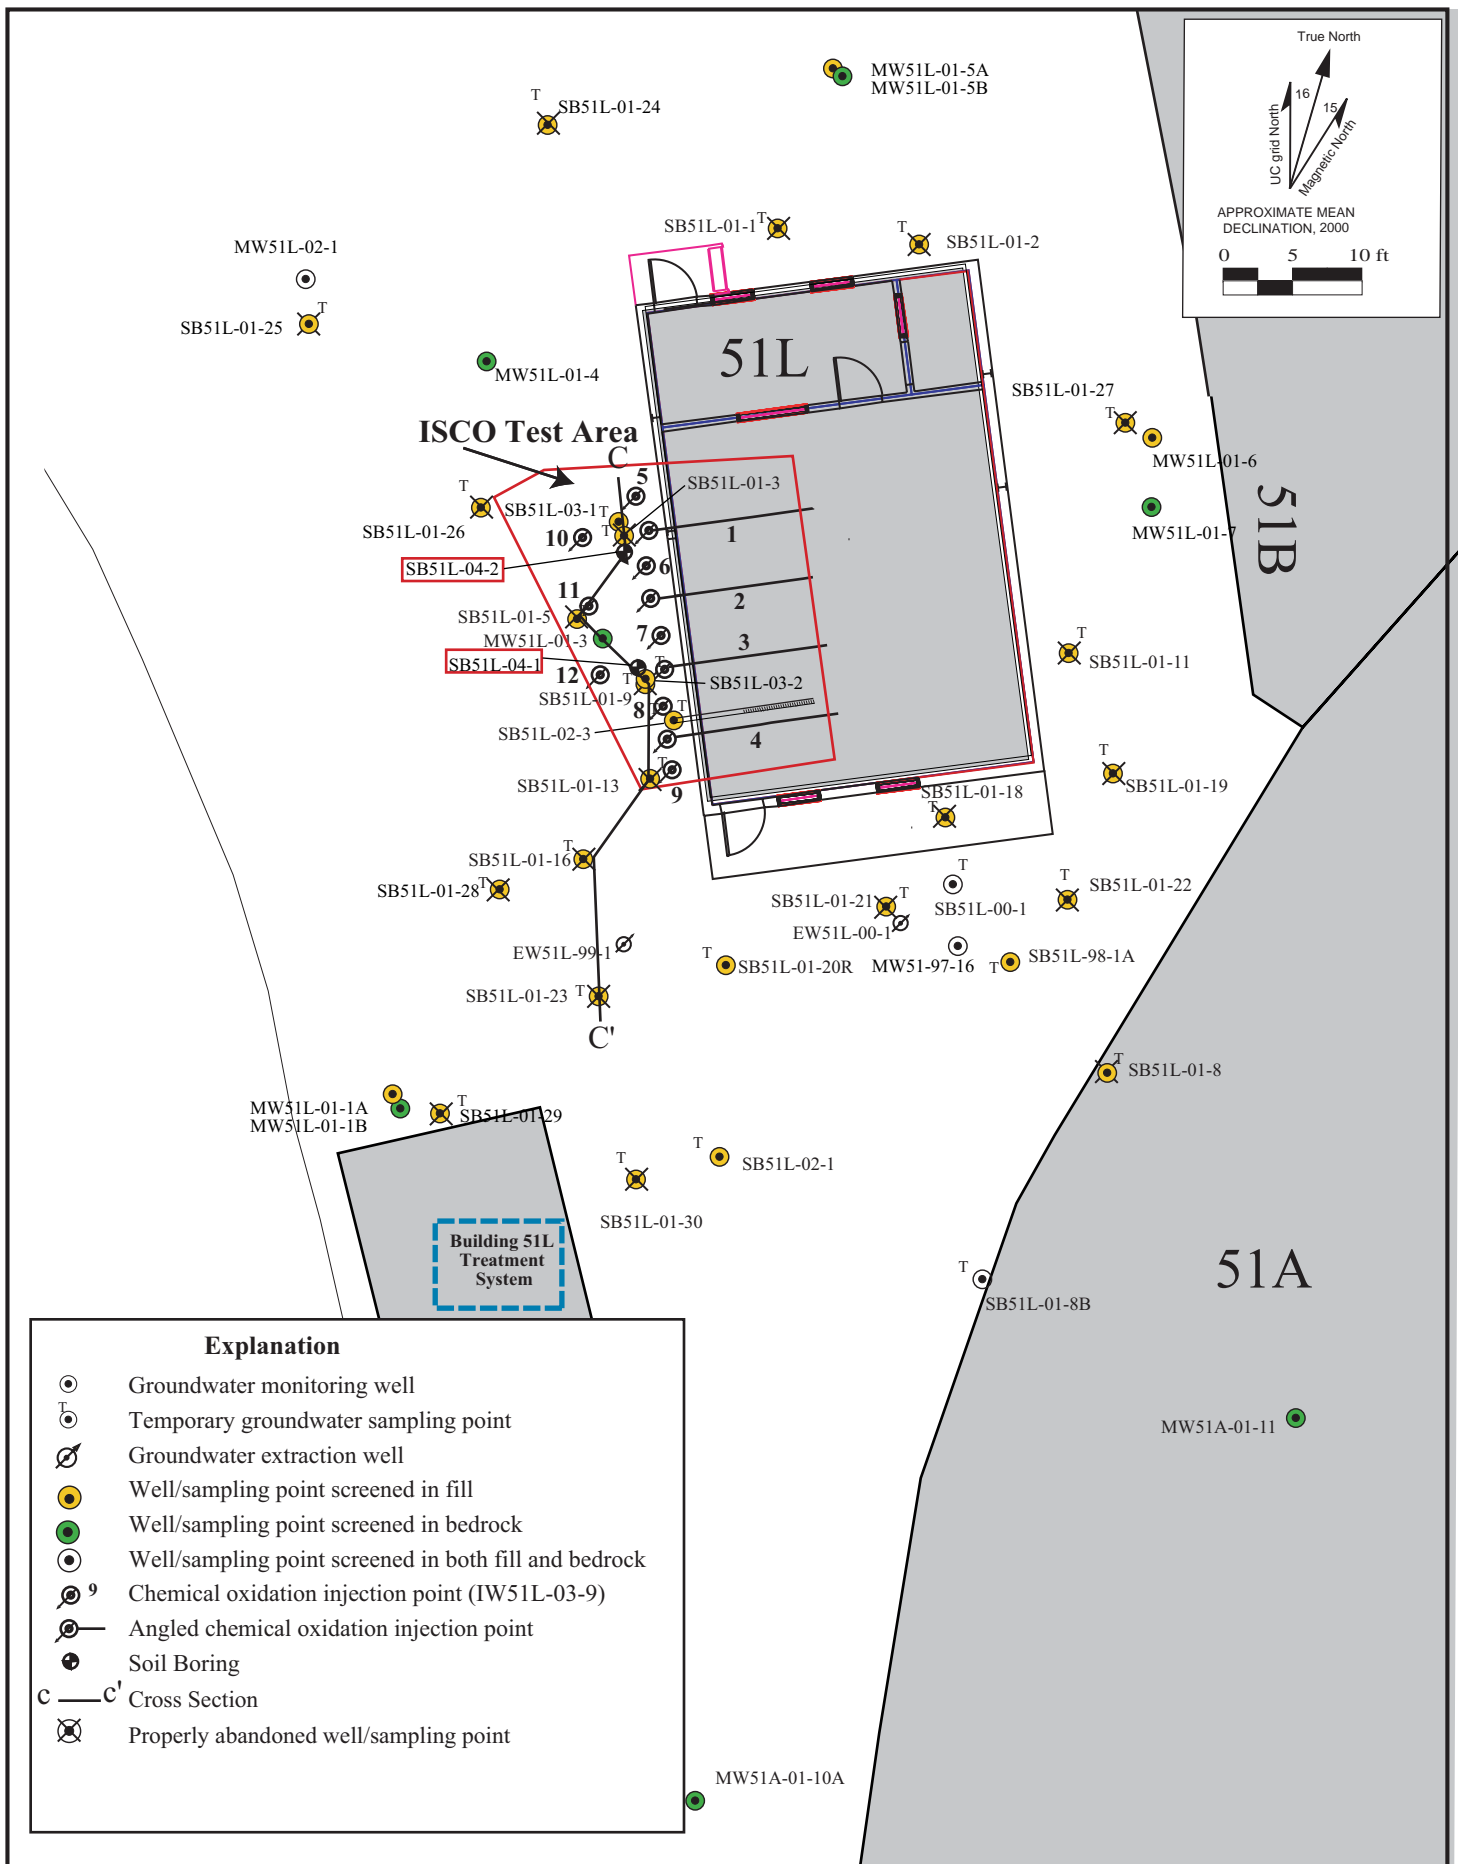 True North
16
15
UC grid North
Magnetic North
APPROXIMATE MEAN
DECLINATION, 2000
0 5 10 ft
MW51L-01-5A
MW51L-01-5B
T
SB51L-01-24
SB51L-01-1
T
T
SB51L-01-2
MW51L-02-1
T
SB51L-01-25
MW51L-01-4
51L
SB51L-01-27
T
MW51L-01-6
MW51L-01-7
51B
ISCO Test Area
C
5
SB51L-01-3
T
SB51L-01-26
SB51L-03-1
T
T
10
1
SB51L-04-2
6
11
2
SB51L-01-5
7
MW51L-01-3
3
SB51L-04-1
T
12
T
SB51L-03-2
SB51L-01-9
8
T
T
SB51L-02-3
4
T
SB51L-01-13
9
SB51L-01-11
T
T
SB51L-01-19
SB51L-01-18
T
T
SB51L-01-16
SB51L-01-28
T
SB51L-01-21
T
T
SB51L-00-1
T
SB51L-01-22
EW51L-00-1
EW51L-99-1
T
SB51L-01-20R
MW51-97-16
T
SB51L-98-1A
SB51L-01-23
T
C'
T
SB51L-01-8
MW51L-01-1A
MW51L-01-1B
T
SB51L-01-29
T
SB51L-02-1
T
SB51L-01-30
Building 51L
Treatment
System
T
SB51L-01-8B
51A
MW51A-01-11
MW51A-01-10A
Explanation
Groundwater monitoring well
T
Temporary groundwater sampling point
Groundwater extraction well
Well/sampling point screened in fill
Well/sampling point screened in bedrock
Well/sampling point screened in both fill and bedrock
9 Chemical oxidation injection point (IW51L-03-9)
Angled chemical oxidation injection point
Soil Boring
c c' Cross Section
Properly abandoned well/sampling point